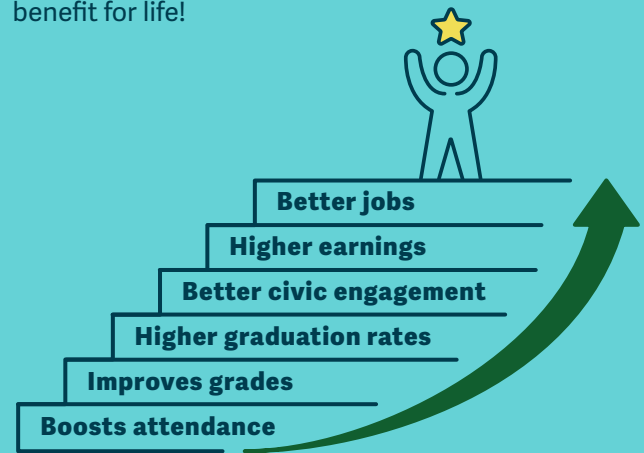 benefit for life!
Better jobs
Higher earnings
Better civic engagement
Higher graduation rates
Improves grades
Boosts attendance